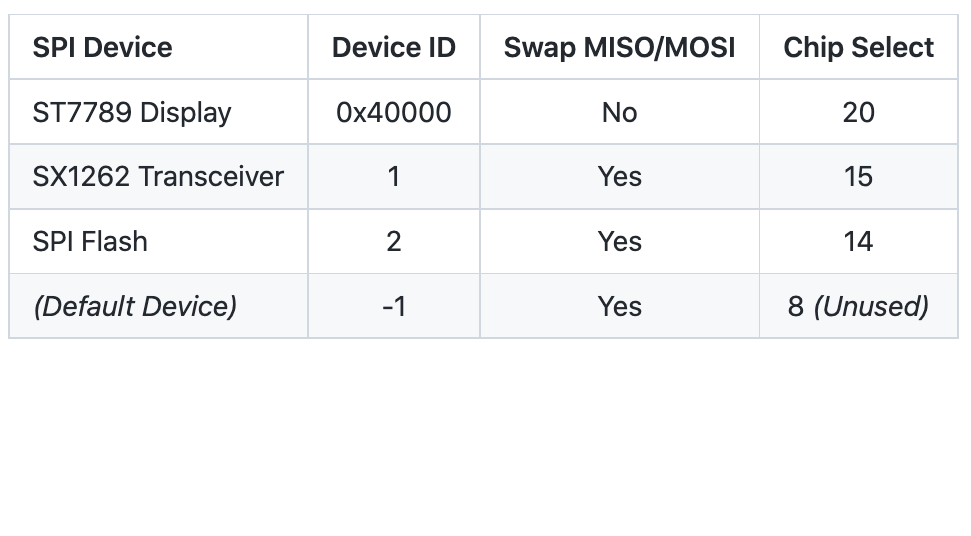 SPI Device Device ID Swap MISO/MOSI Chip Select
ST7789 Display 0x40000 No 20
SX1262 Transceiver 1 Yes 15
SPI Flash 2 Yes 14
(Default Device) -1 Yes 8 (Unused)